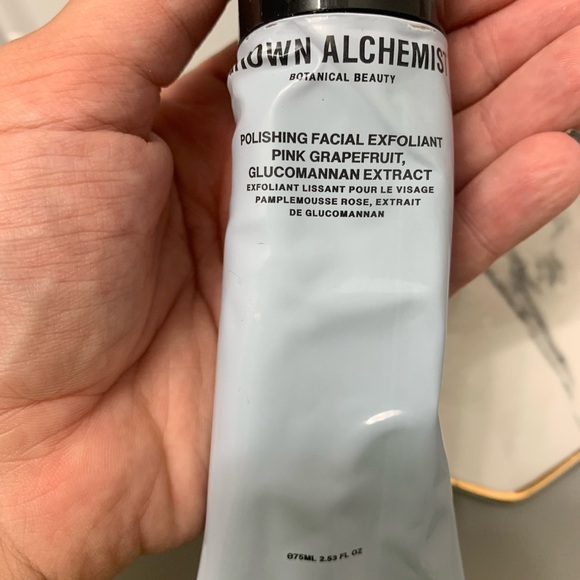 GROWN ALCHEMIST
BOTANICAL BEAUTY
POLISHING FACIAL EXFOLIANT
PINK GRAPEFRUIT,
GLUCOMANNAN EXTRACT
EXFOLIANT LISSANT POUR LE VISAGE
PAMPLEMOUSSE ROSE, EXTRAIT
DE GLUCOMANNAN
℮75ML 2.53 FL OZ